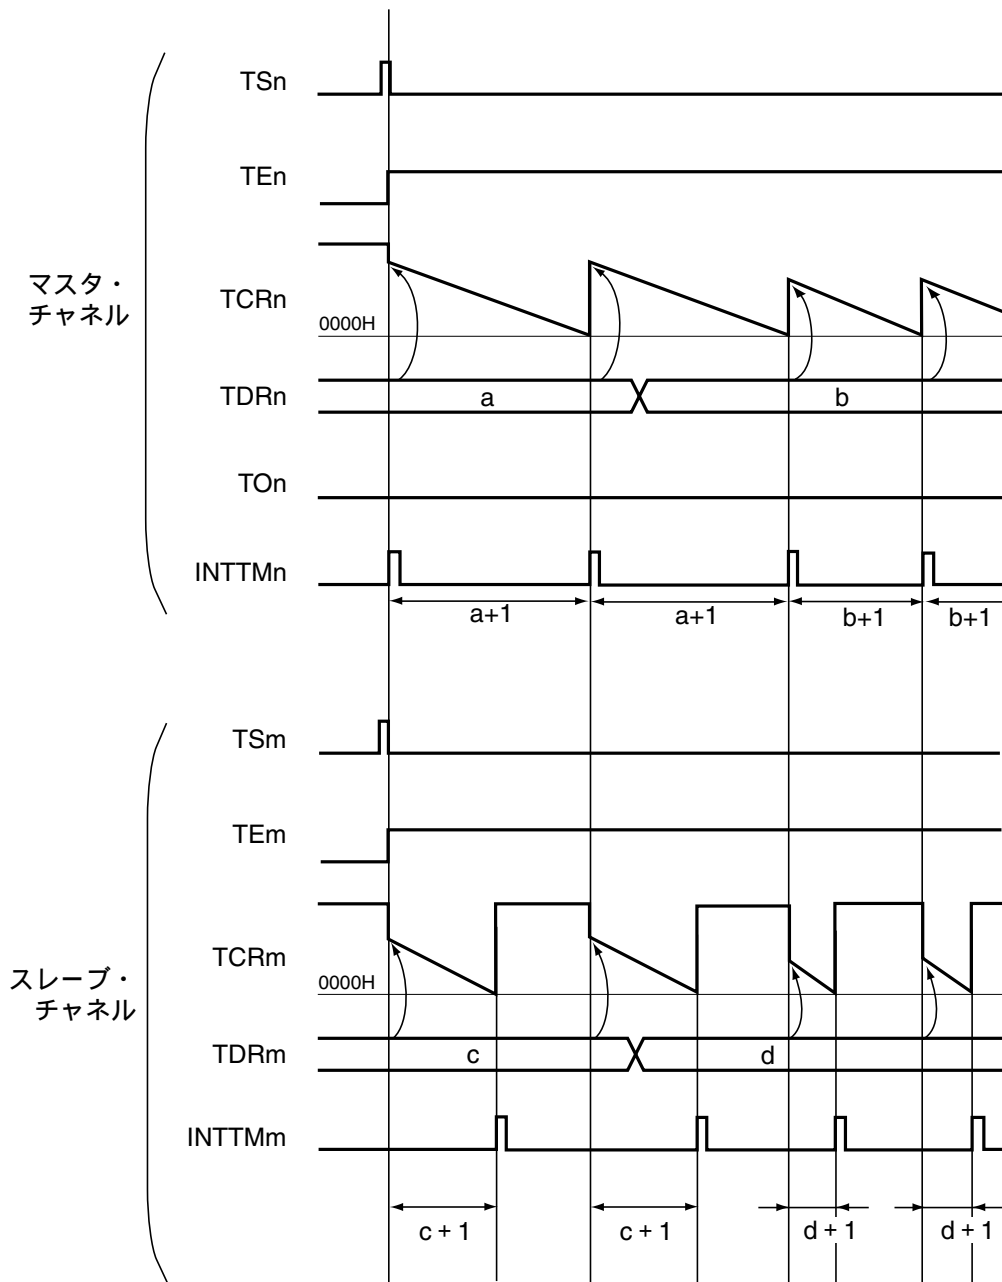 TSn
TEn
マスタ・
チャネル
TCRn
0000H
TDRn
a
b
TOn
INTTMn
a+1
a+1
b+1
b+1
TSm
TEm
スレーブ・
チャネル
TCRm
0000H
TDRm
c
d
INTTMm
c + 1
c + 1
d + 1
d + 1